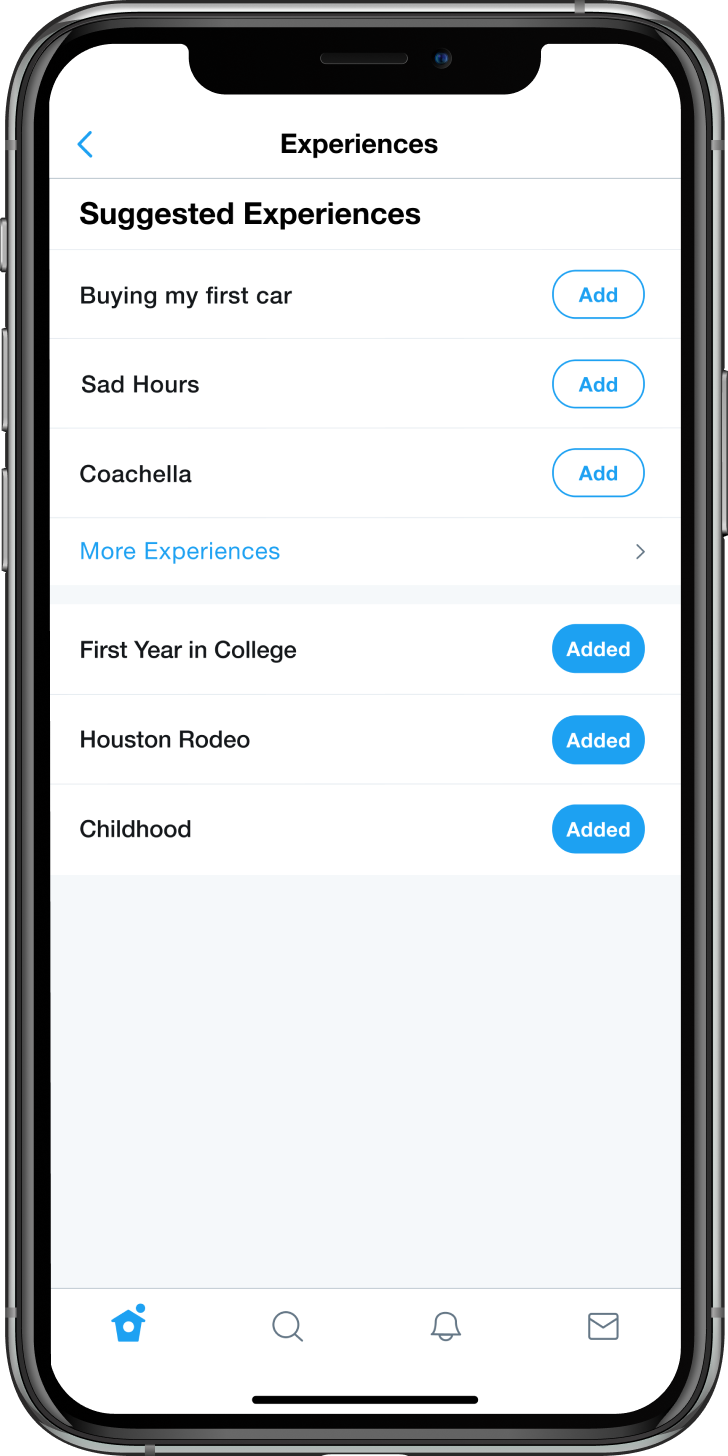 Experiences
Suggested Experiences
Buying my first car Add
Sad Hours Add
Coachella Add
More Experiences
First Year in College Added
Houston Rodeo Added
Childhood Added